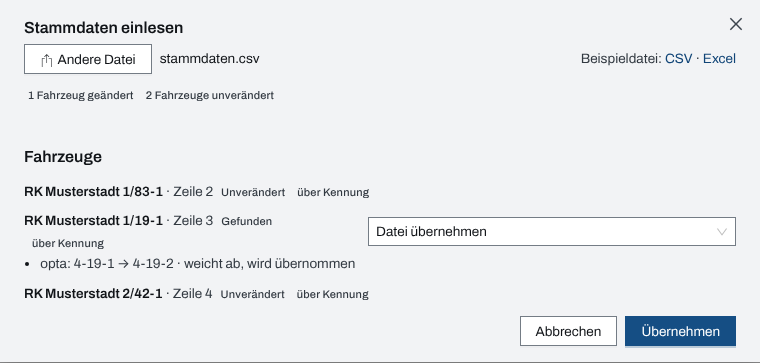 Stammdaten einlesen
Andere Datei stammdaten.csv Beispieldatei: CSV · Excel
1 Fahrzeug geändert 2 Fahrzeuge unverändert
Fahrzeuge
RK Musterstadt 1/83-1 · Zeile 2 Unverändert über Kennung
RK Musterstadt 1/19-1 · Zeile 3 Gefunden
über Kennung
Datei übernehmen
• opta: 4-19-1 → 4-19-2 · weicht ab, wird übernommen
RK Musterstadt 2/42-1 · Zeile 4 Unverändert über Kennung
Abbrechen Übernehmen